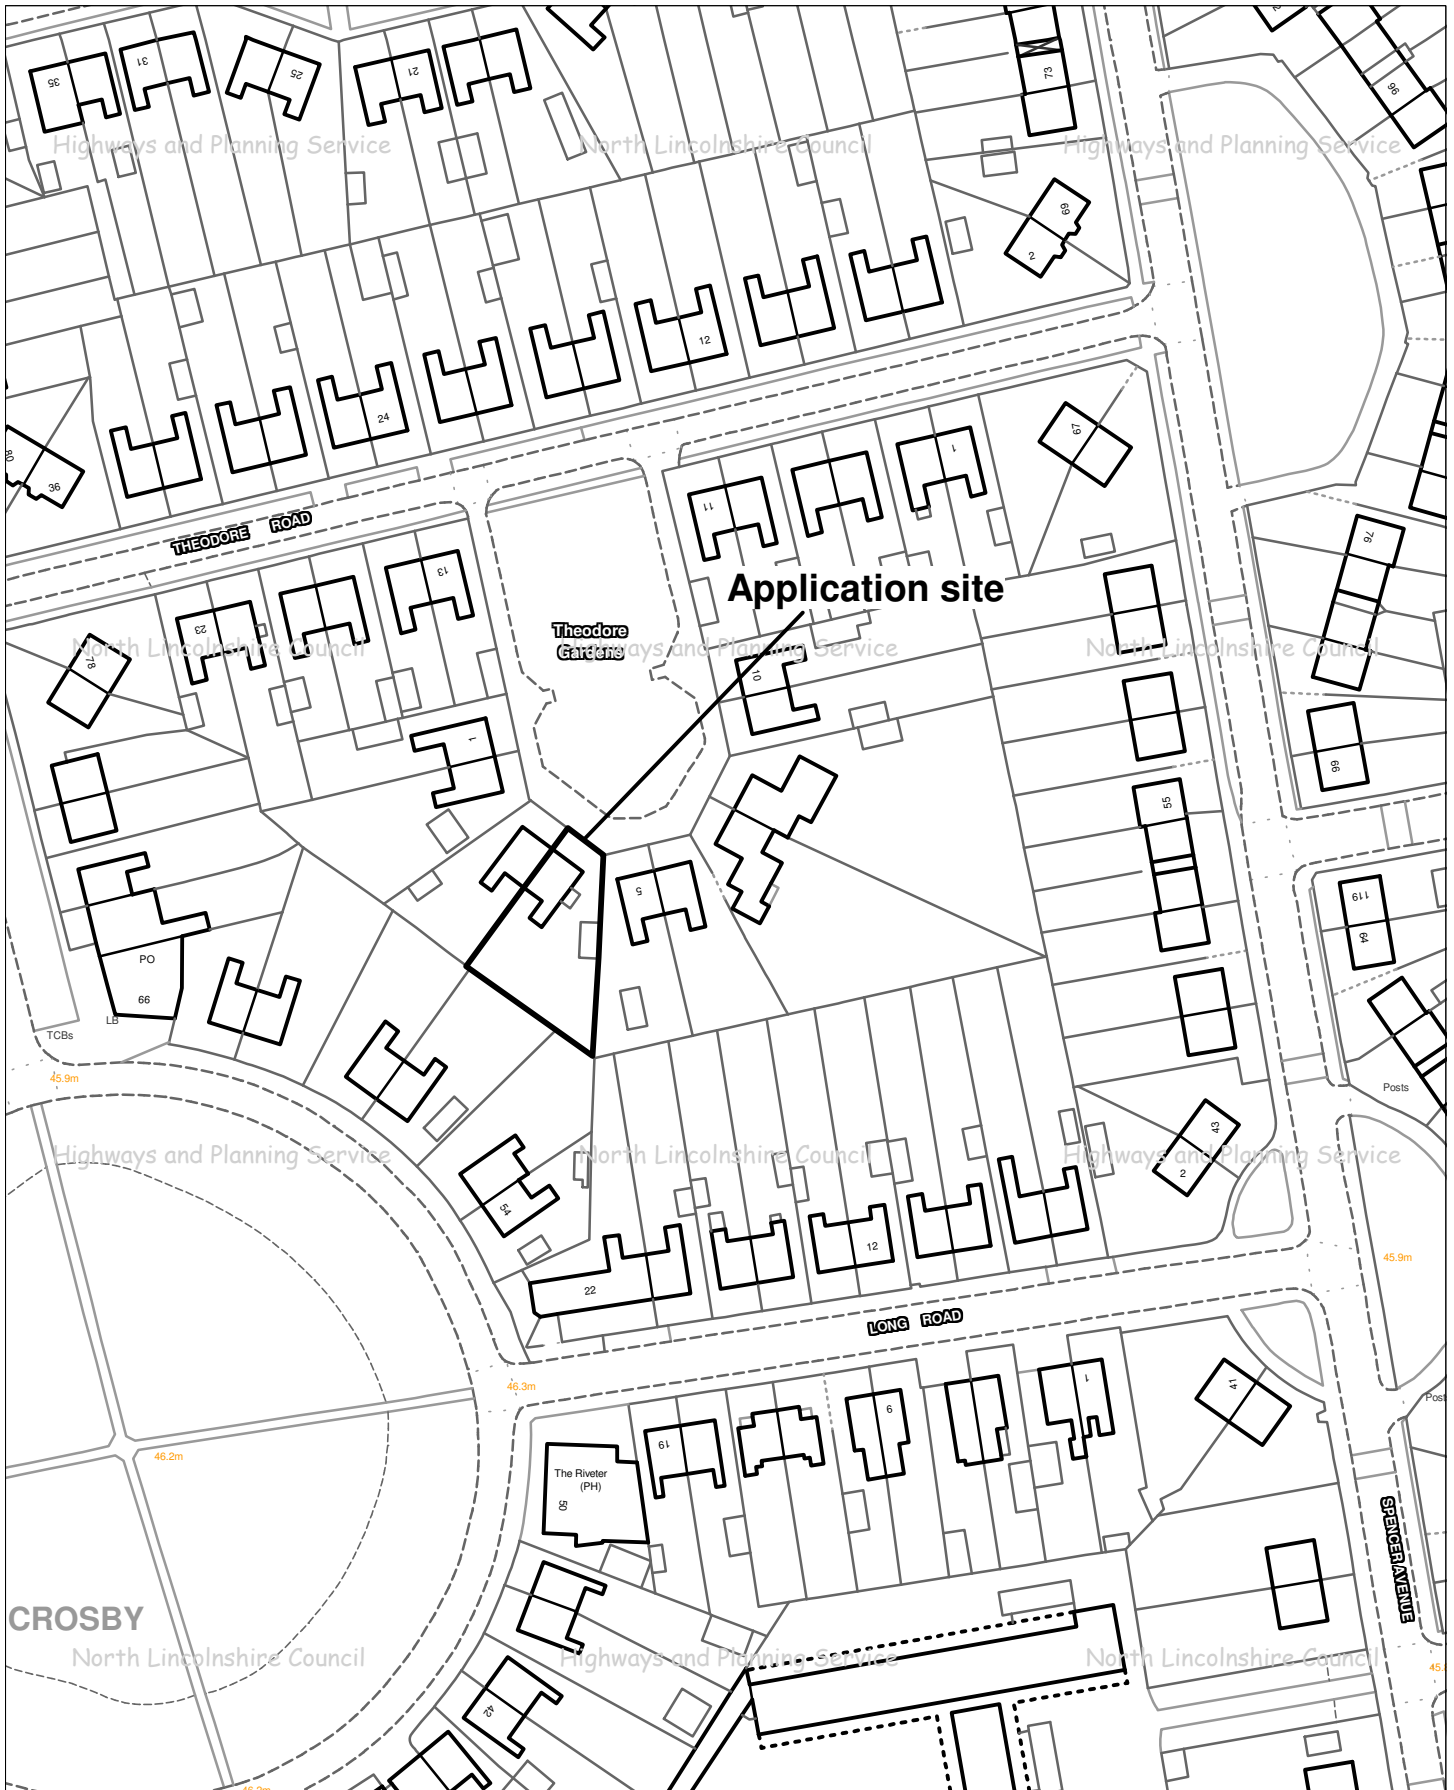 35
31
25
21
73
96
Highways and Planning Service
North Lincolnshire Council
Highways and Planning Service
69
2
12
24
80
36
67
1
11
THEODORE ROAD
76
13
Application site
23
Theodore
Gardens
North Lincolnshire Council
Highways and Planning Service
North Lincolnshire Council
78
10
1
66
55
5
119
64
PO
66
LB
TCBs
45.9m
Posts
43
2
Highways and Planning Service
North Lincolnshire Council
Highways and Planning Service
54
12
22
45.9m
LONG ROAD
46.3m
1
41
9
19
46.2m
The Riveter
(PH)
50
SPENCER AVENUE
CROSBY
North Lincolnshire Council
Highways and Planning Service
North Lincolnshire Council
42